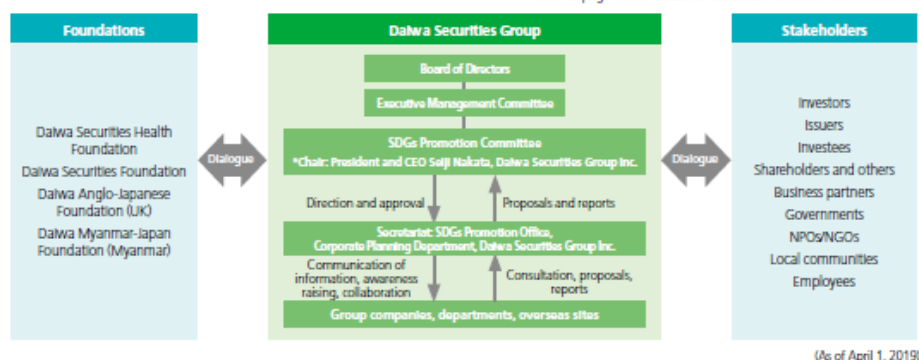 Foundations
Daiwa Securities Health
Foundation
Daiwa Securities Foundation
Daiwa Anglo-Japanese
Foundation (UK)
Daiwa Myanmar-Japan
Foundation (Myanmar)
Dialogue
Daiwa Securities Group
Board of Directors
Executive Management Committee
SDGs Promotion Committee
*Chair: President and CEO Seiji Nakata, Daiwa Securities Group Inc.
Direction and approval
Proposals and reports
Secretariat: SDGs Promotion Office,
Corporate Planning Department, Daiwa Securities Group Inc.
Communication of
information, awareness
raising, collaboration
Consultation, proposals,
reports
Group companies, departments, overseas sites
Dialogue
Stakeholders
Investors
Issuers
Investees
Shareholders and others
Business partners
Governments
NPOs/NGOs
Local communities
Employees
(As of April 1, 2019)